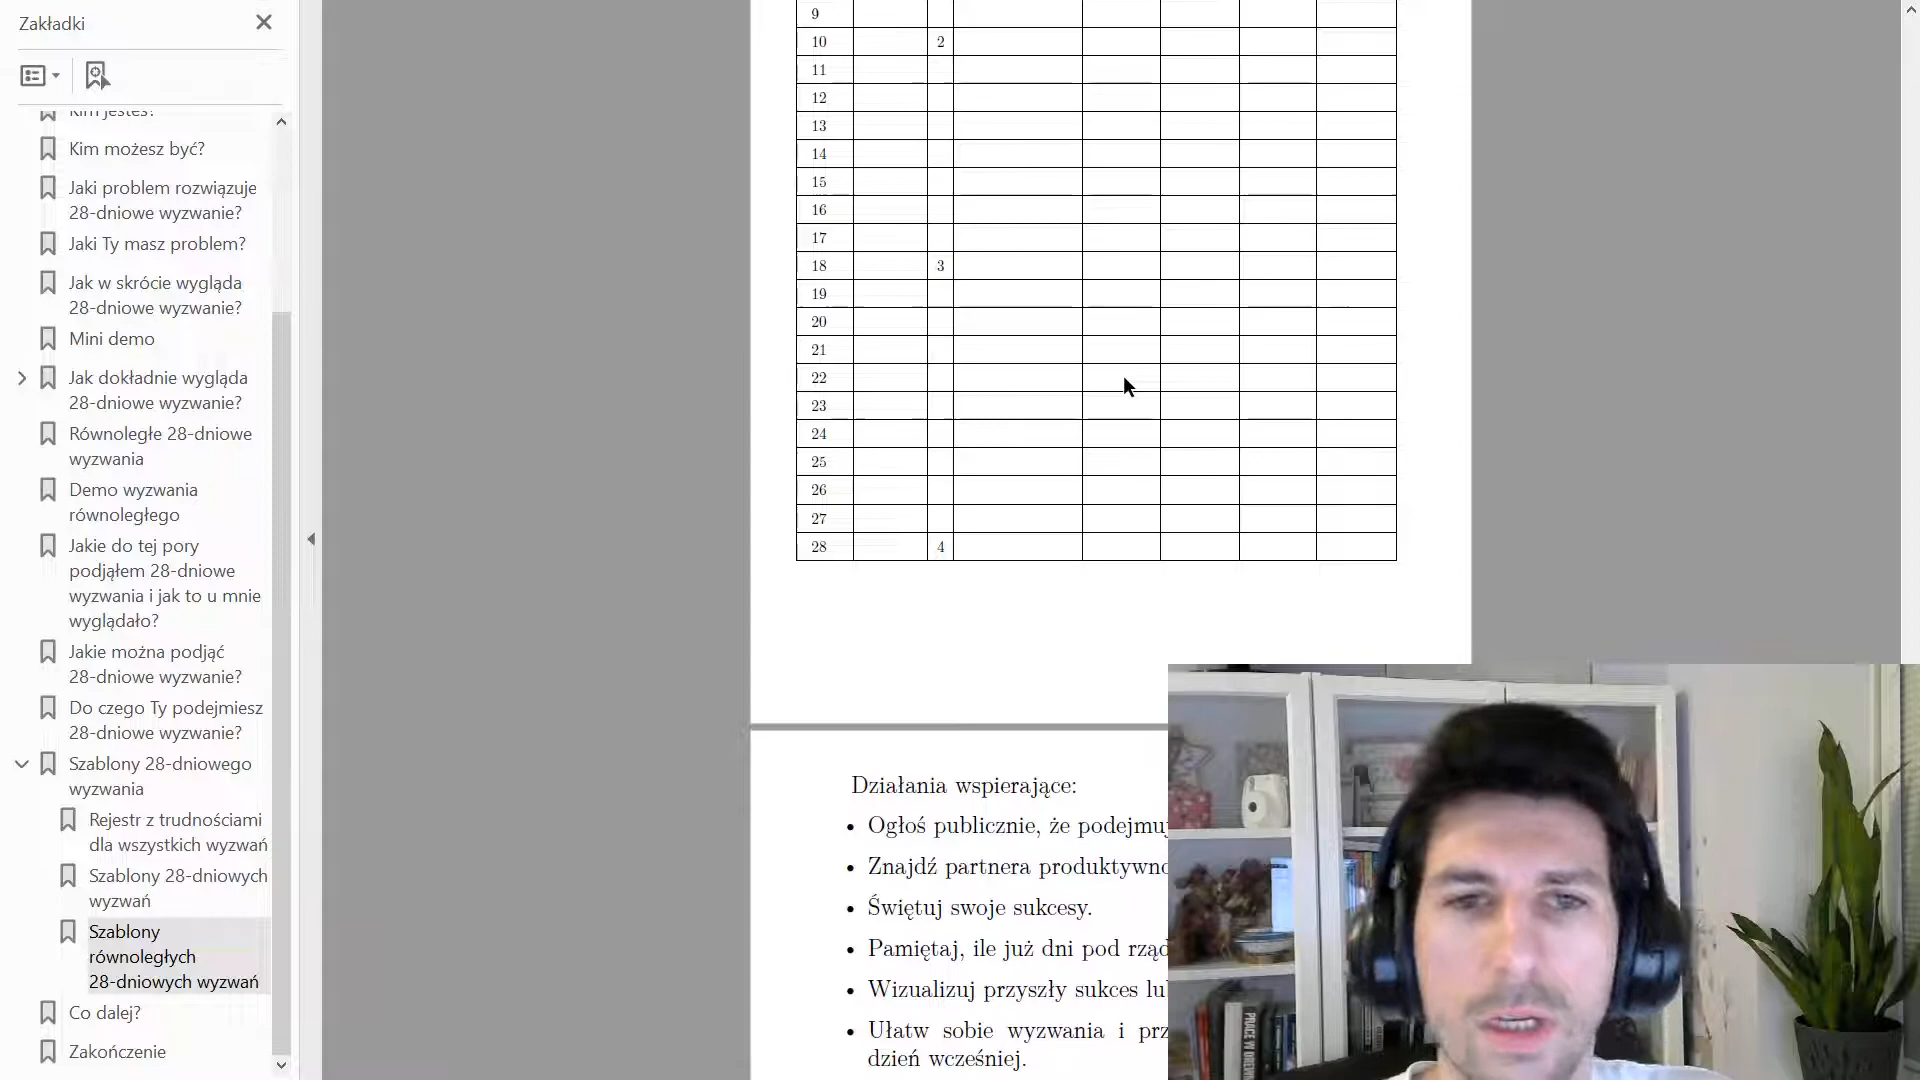 Zakładki
Kim jesteś?
Kim możesz być?
Jaki problem rozwiązuje
28-dniowe wyzwanie?
Jaki Ty masz problem?
Jak w skrócie wygląda
28-dniowe wyzwanie?
Mini demo
Jak dokładnie wygląda
28-dniowe wyzwanie?
Równoległe 28-dniowe
wyzwania
Demo wyzwania
równoległego
Jakie do tej pory
podjąłem 28-dniowe
wyzwania i jak to u mnie
wyglądało?
Jakie można podjąć
28-dniowe wyzwanie?
Do czego Ty podejmiesz
28-dniowe wyzwanie?
Szablony 28-dniowego
wyzwania
Rejestr z trudnościami
dla wszystkich wyzwań
Szablony 28-dniowych
wyzwań
Szablony
równoległych
28-dniowych wyzwań
Co dalej?
Zakończenie
9
10 2
11
12
13
14
15
16
17
18 3
19
20
21
22
23
24
25
26
27
28 4
Działania wspierające:
• Ogłoś publicznie, że podejmu
• Znajdź partnera produktywno
• Świętuj swoje sukcesy.
• Pamiętaj, ile już dni pod rząd
• Wizualizuj przyszły sukces lu
• Ułatw sobie wyzwania i prz
dzień wcześniej.